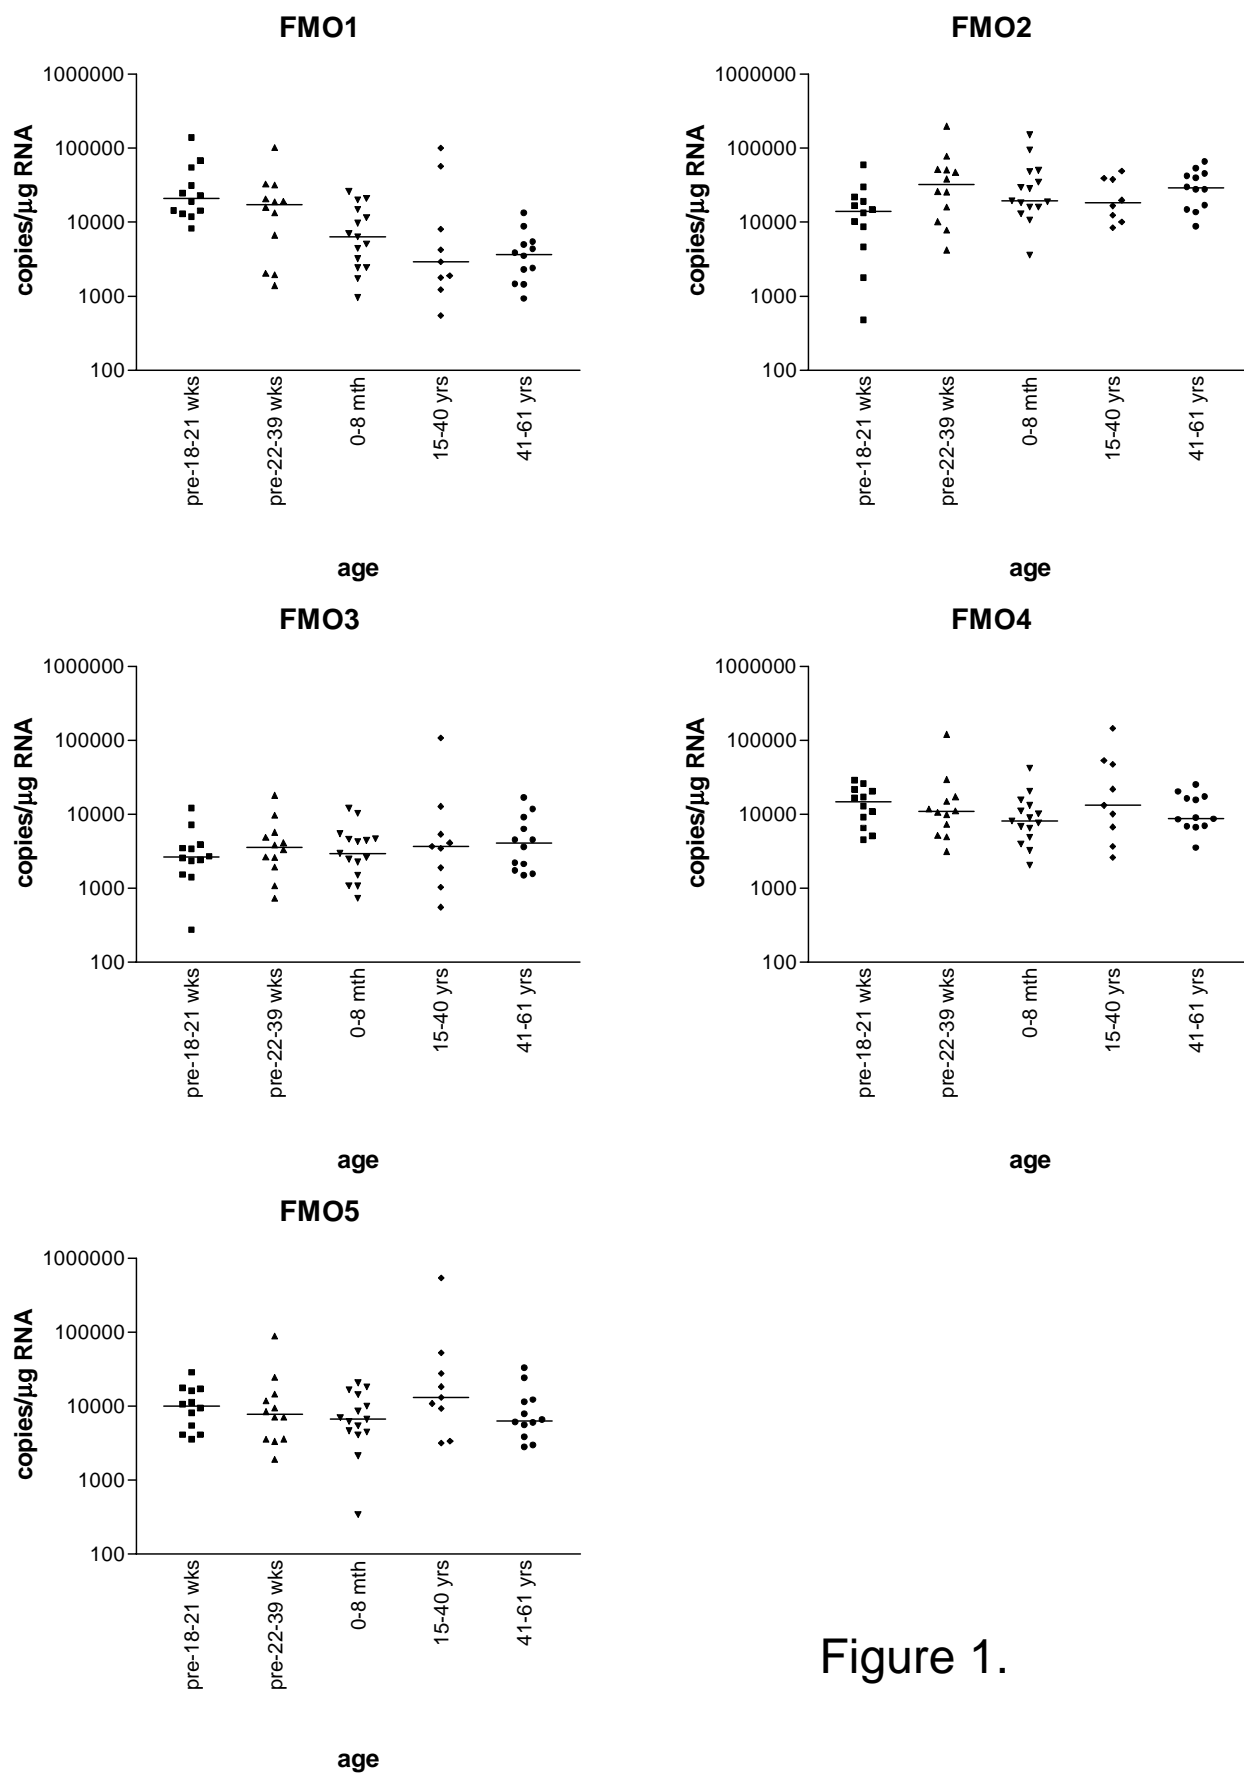 FMO1
1000000
100000
10000
1000
100
copies/µg RNA
pre-18-21 wks
pre-22-39 wks
0-8 mth
15-40 yrs
41-61 yrs
age
FMO2
1000000
100000
10000
1000
100
copies/µg RNA
pre-18-21 wks
pre-22-39 wks
0-8 mth
15-40 yrs
41-61 yrs
age
FMO3
1000000
100000
10000
1000
100
copies/µg RNA
pre-18-21 wks
pre-22-39 wks
0-8 mth
15-40 yrs
41-61 yrs
age
FMO4
1000000
100000
10000
1000
100
copies/µg RNA
pre-18-21 wks
pre-22-39 wks
0-8 mth
15-40 yrs
41-61 yrs
age
FMO5
1000000
100000
10000
1000
100
copies/µg RNA
pre-18-21 wks
pre-22-39 wks
0-8 mth
15-40 yrs
41-61 yrs
age
Figure 1.